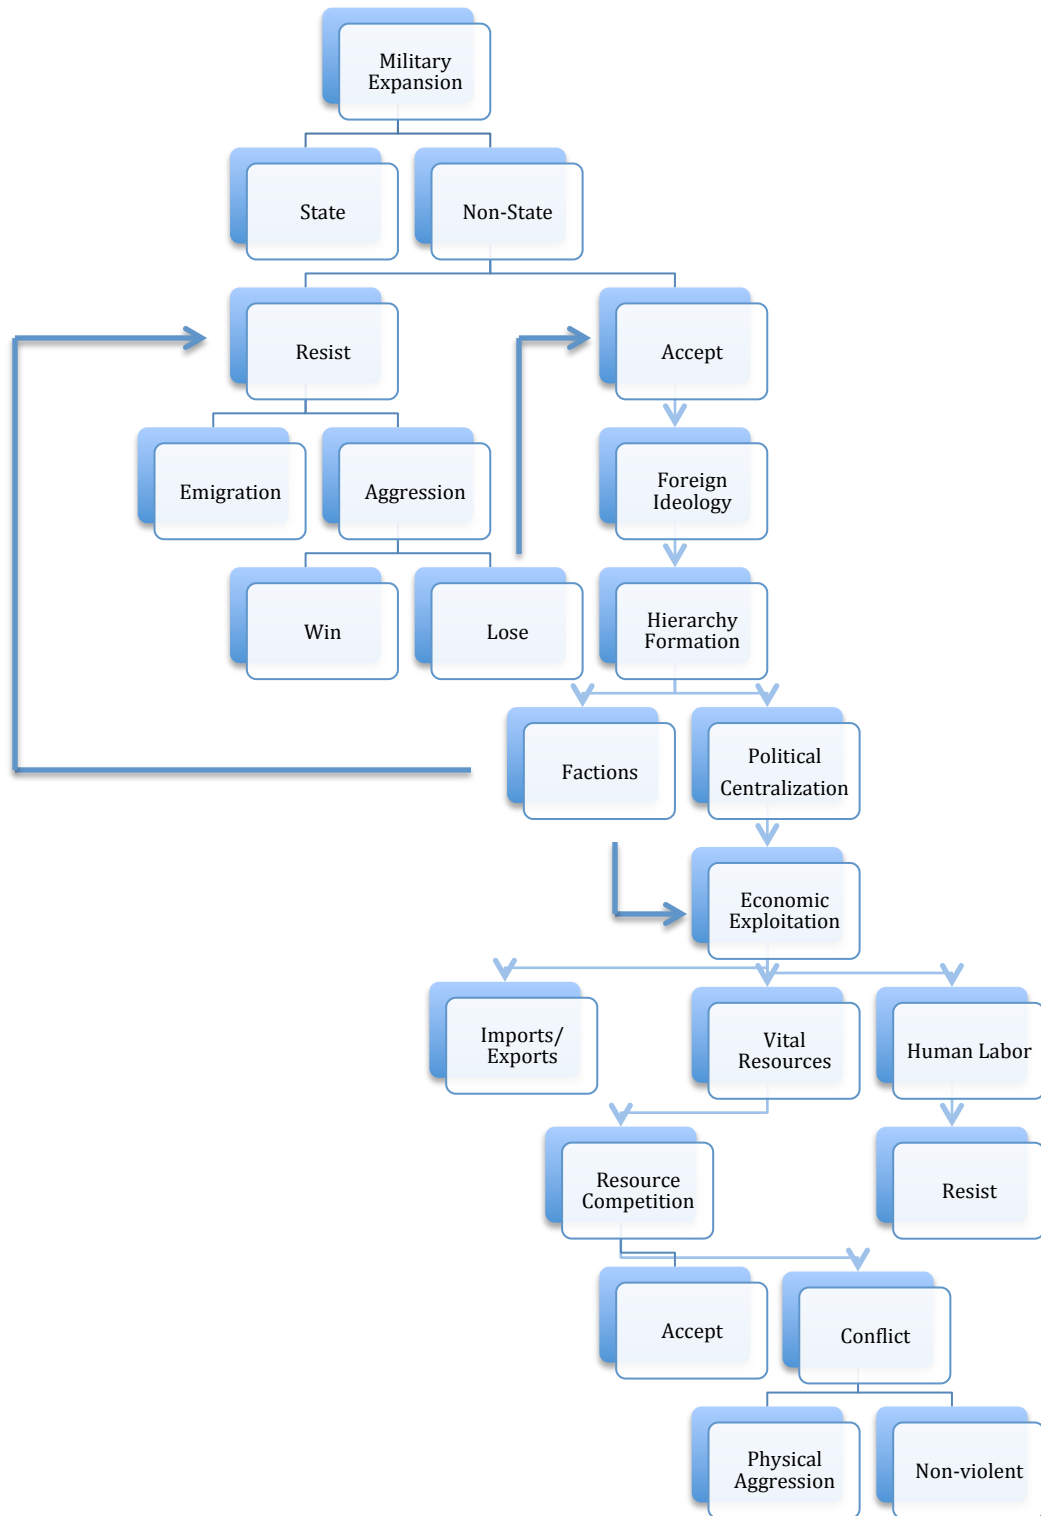 Military
Expansion
State
Non-State
Resist
Accept
Emigration
Aggression
Foreign
Ideology
Win
Lose
Hierarchy
Formation
Factions
Political
Centralization
Economic
Exploitation
Imports/
Exports
Vital
Resources
Human Labor
Resource
Competition
Resist
Accept
Conflict
Physical
Aggression
Non-violent